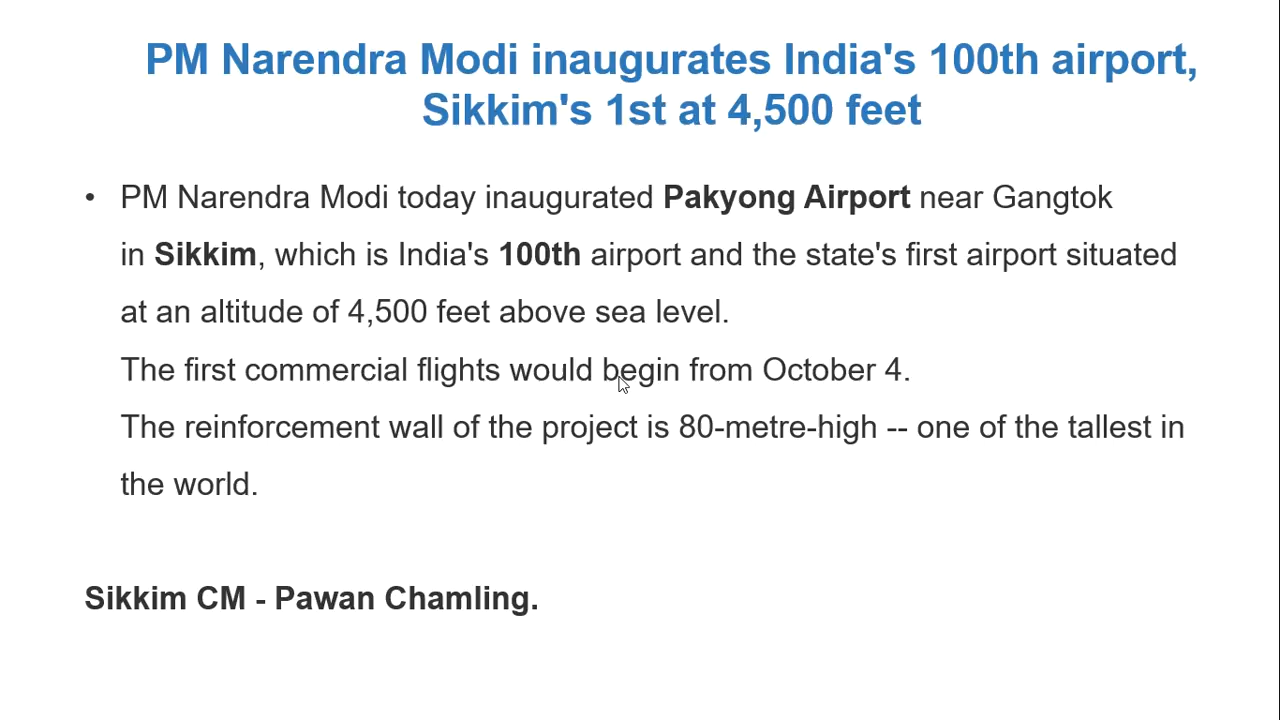 PM Narendra Modi inaugurates India's 100th airport,
Sikkim's 1st at 4,500 feet
• PM Narendra Modi today inaugurated Pakyong Airport near Gangtok
in Sikkim, which is India's 100th airport and the state's first airport situated
at an altitude of 4,500 feet above sea level.
The first commercial flights would begin from October 4.
The reinforcement wall of the project is 80-metre-high -- one of the tallest in
the world.
Sikkim CM - Pawan Chamling.